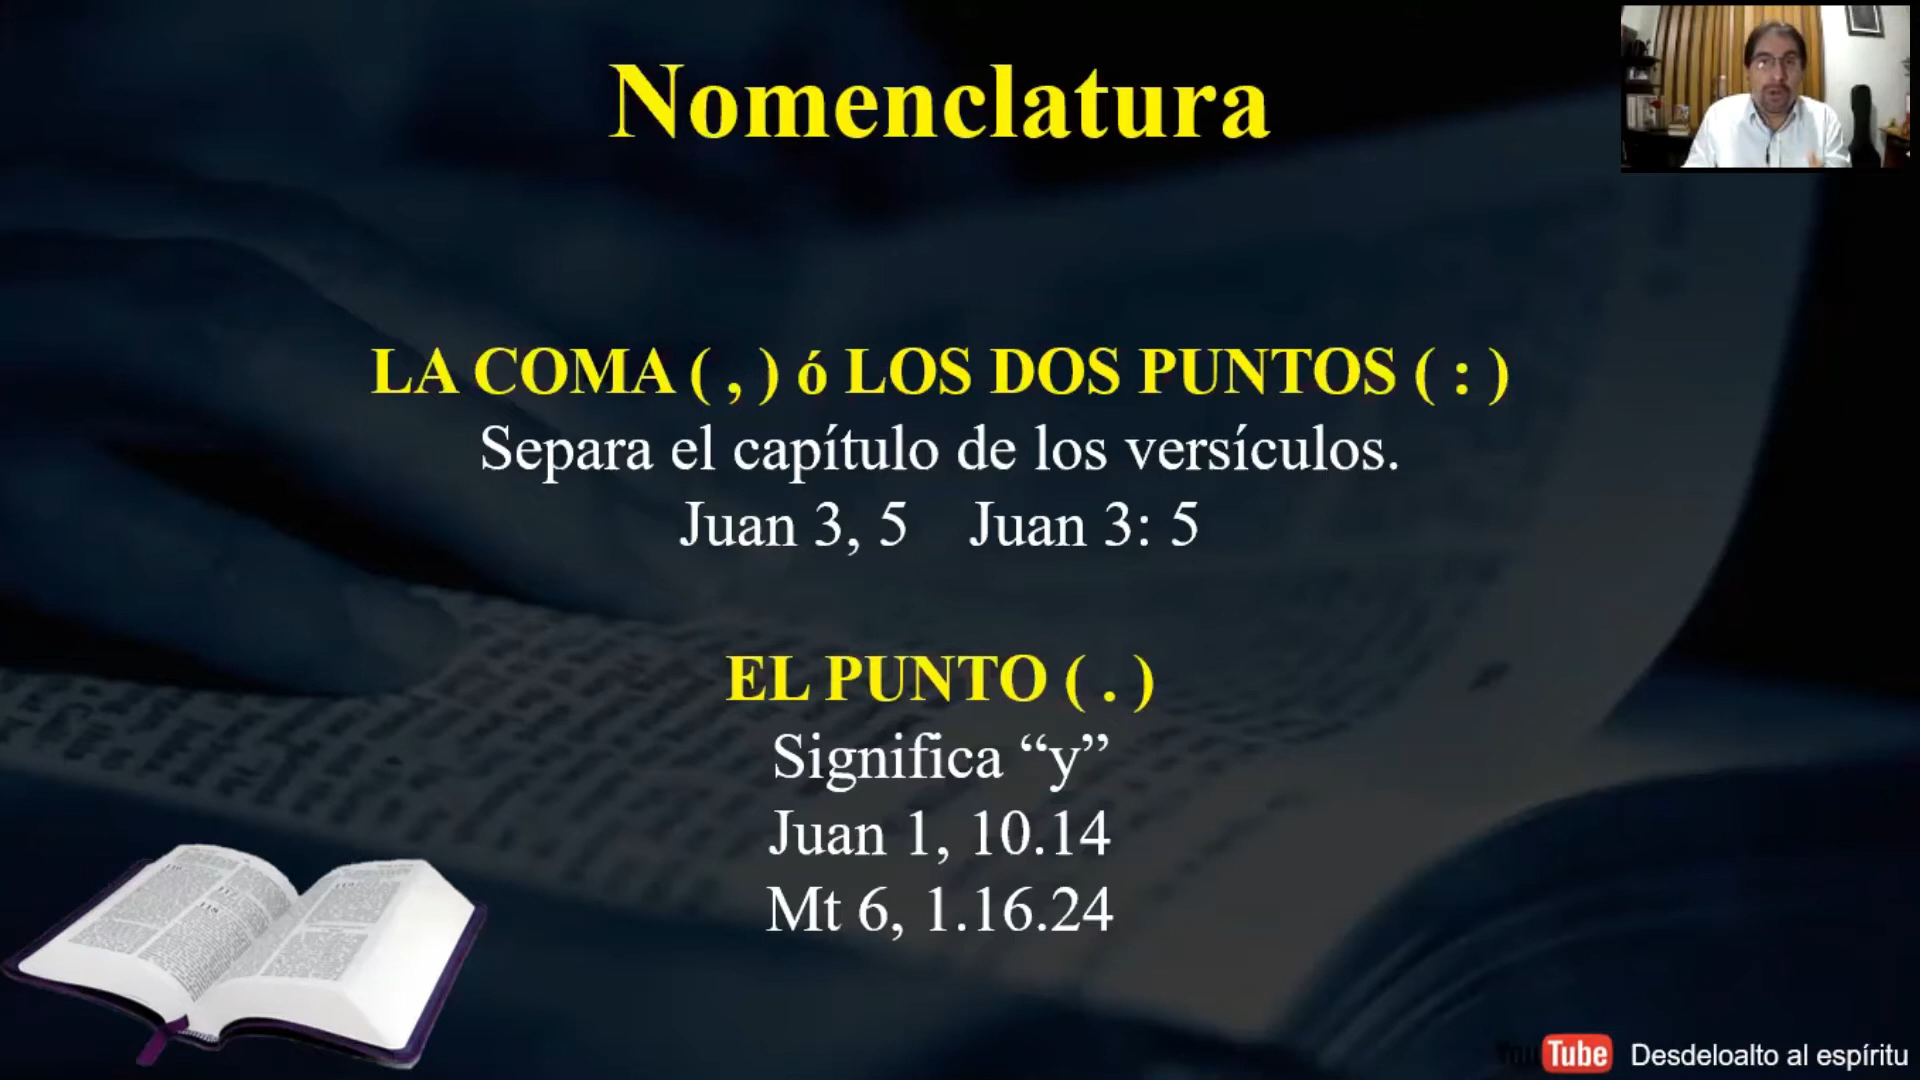 Nomenclatura
LA COMA ( , ) ó LOS DOS PUNTOS ( : )
Separa el capítulo de los versículos.
Juan 3, 5    Juan 3: 5
EL PUNTO ( . )
Significa “y”
Juan 1, 10.14
Mt 6, 1.16.24
YouTube Desdeloalto al espíritu